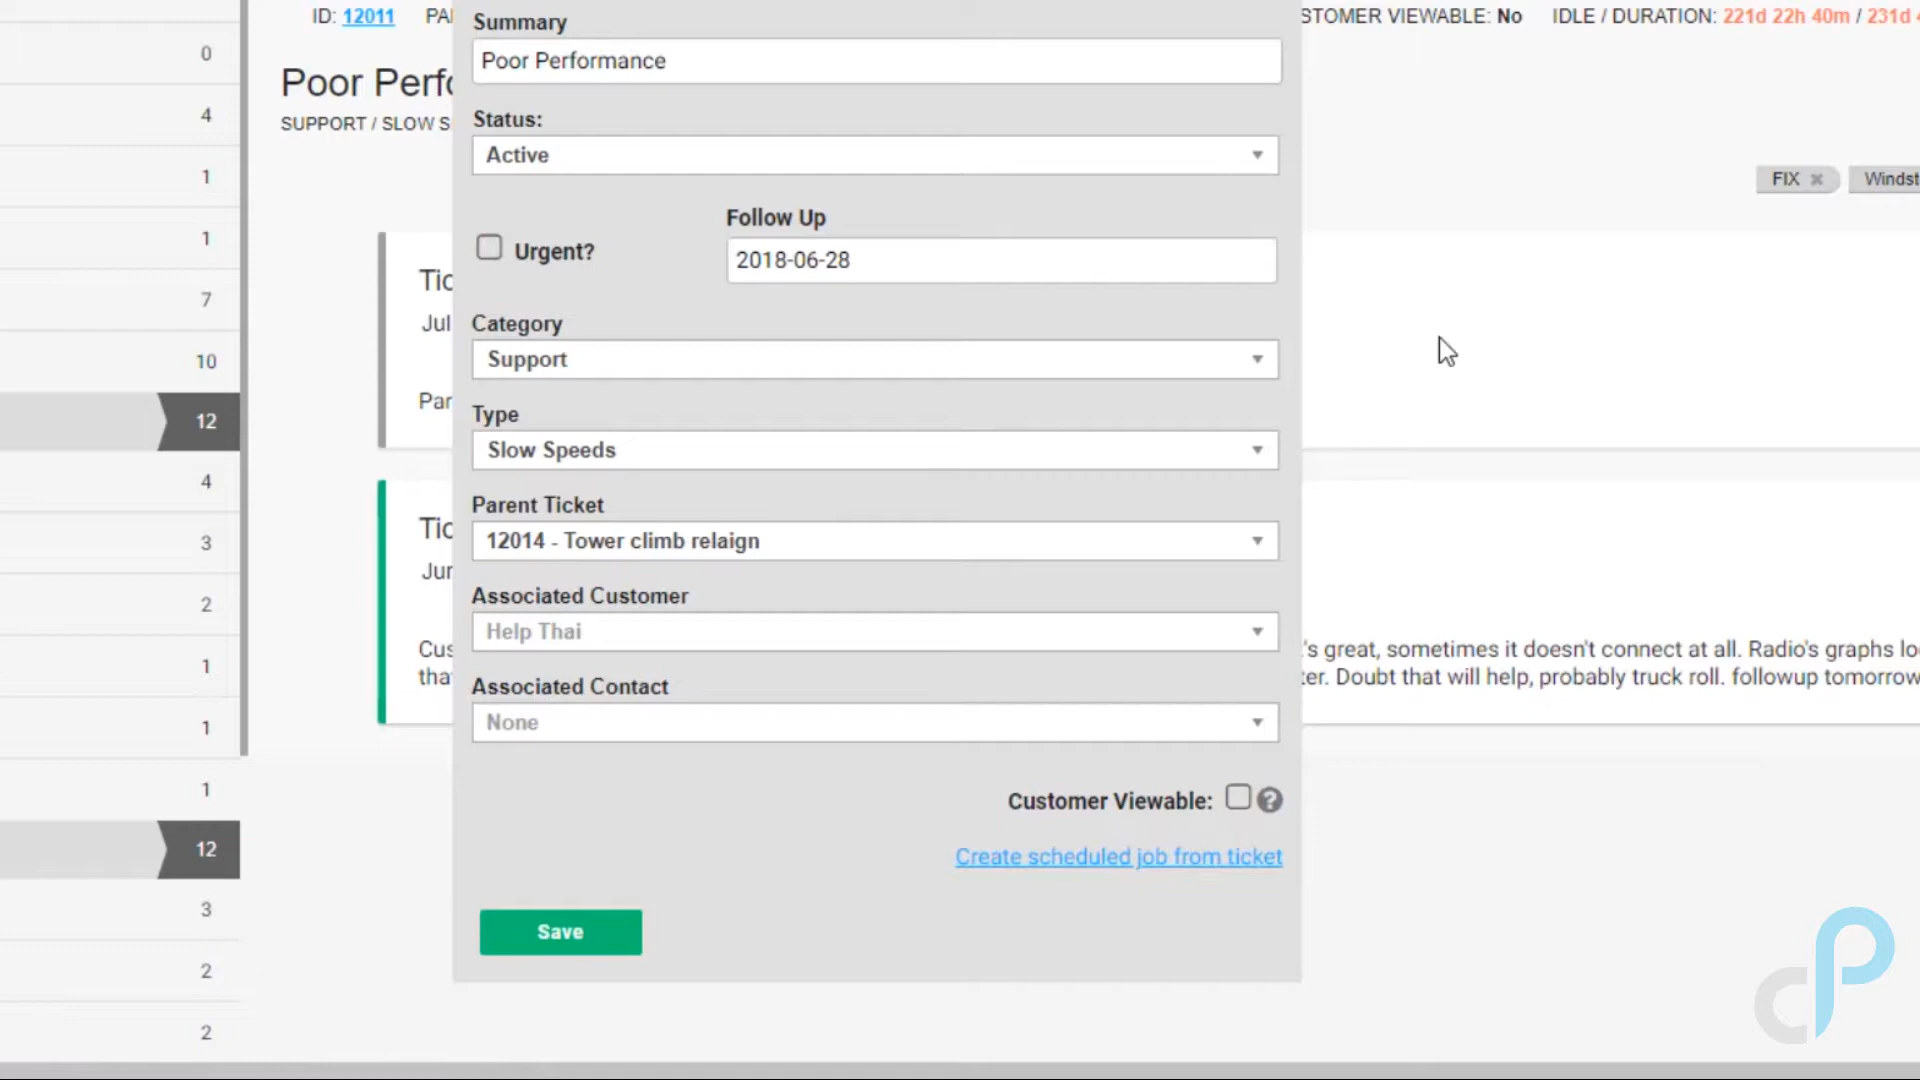 ID: 12011
Summary
CUSTOMER VIEWABLE: No IDLE / DURATION: 221d 22h 40m / 231d
Poor Performance
Poor Perfo
SUPPORT / SLOW S
Status:
Active
FIX
Windst
Urgent?
Follow Up
2018-06-28
Category
Support
Type
Slow Speeds
Parent Ticket
12014 - Tower climb relaign
Associated Customer
Help Thai
Associated Contact
None
Tic
Jul
Par
Tic
Jun
Cus
tha
's great, sometimes it doesn't connect at all. Radio's graphs lo
ter. Doubt that will help, probably truck roll. followup tomorrow
Customer Viewable: ?
Create scheduled job from ticket
Save
0
4
1
1
7
10
12
4
3
2
1
1
1
12
3
2
2